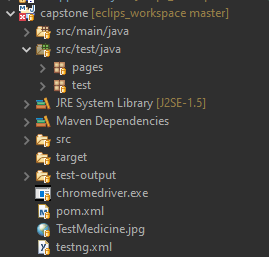 capstone [eclips_workspace master]
src/main/java
src/test/java
pages
test
JRE System Library [J2SE-1.5]
Maven Dependencies
src
target
test-output
chromedriver.exe
pom.xml
TestMedicine.jpg
testng.xml